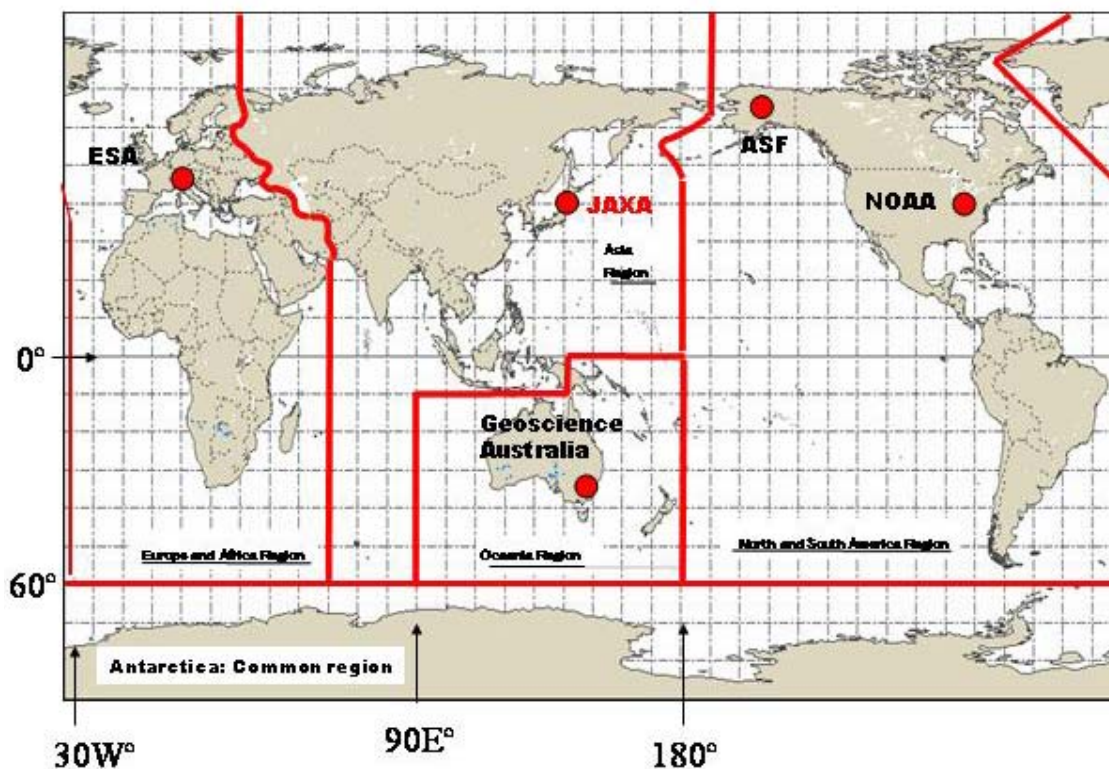 ESA
ASF
NOAA
JAXA
Asia
Region
0°
Geoscience
Australia
Europe and Africa Region
Oceania Region
North and South America Region
60°
Antarctica: Common region
30W°
90E°
180°